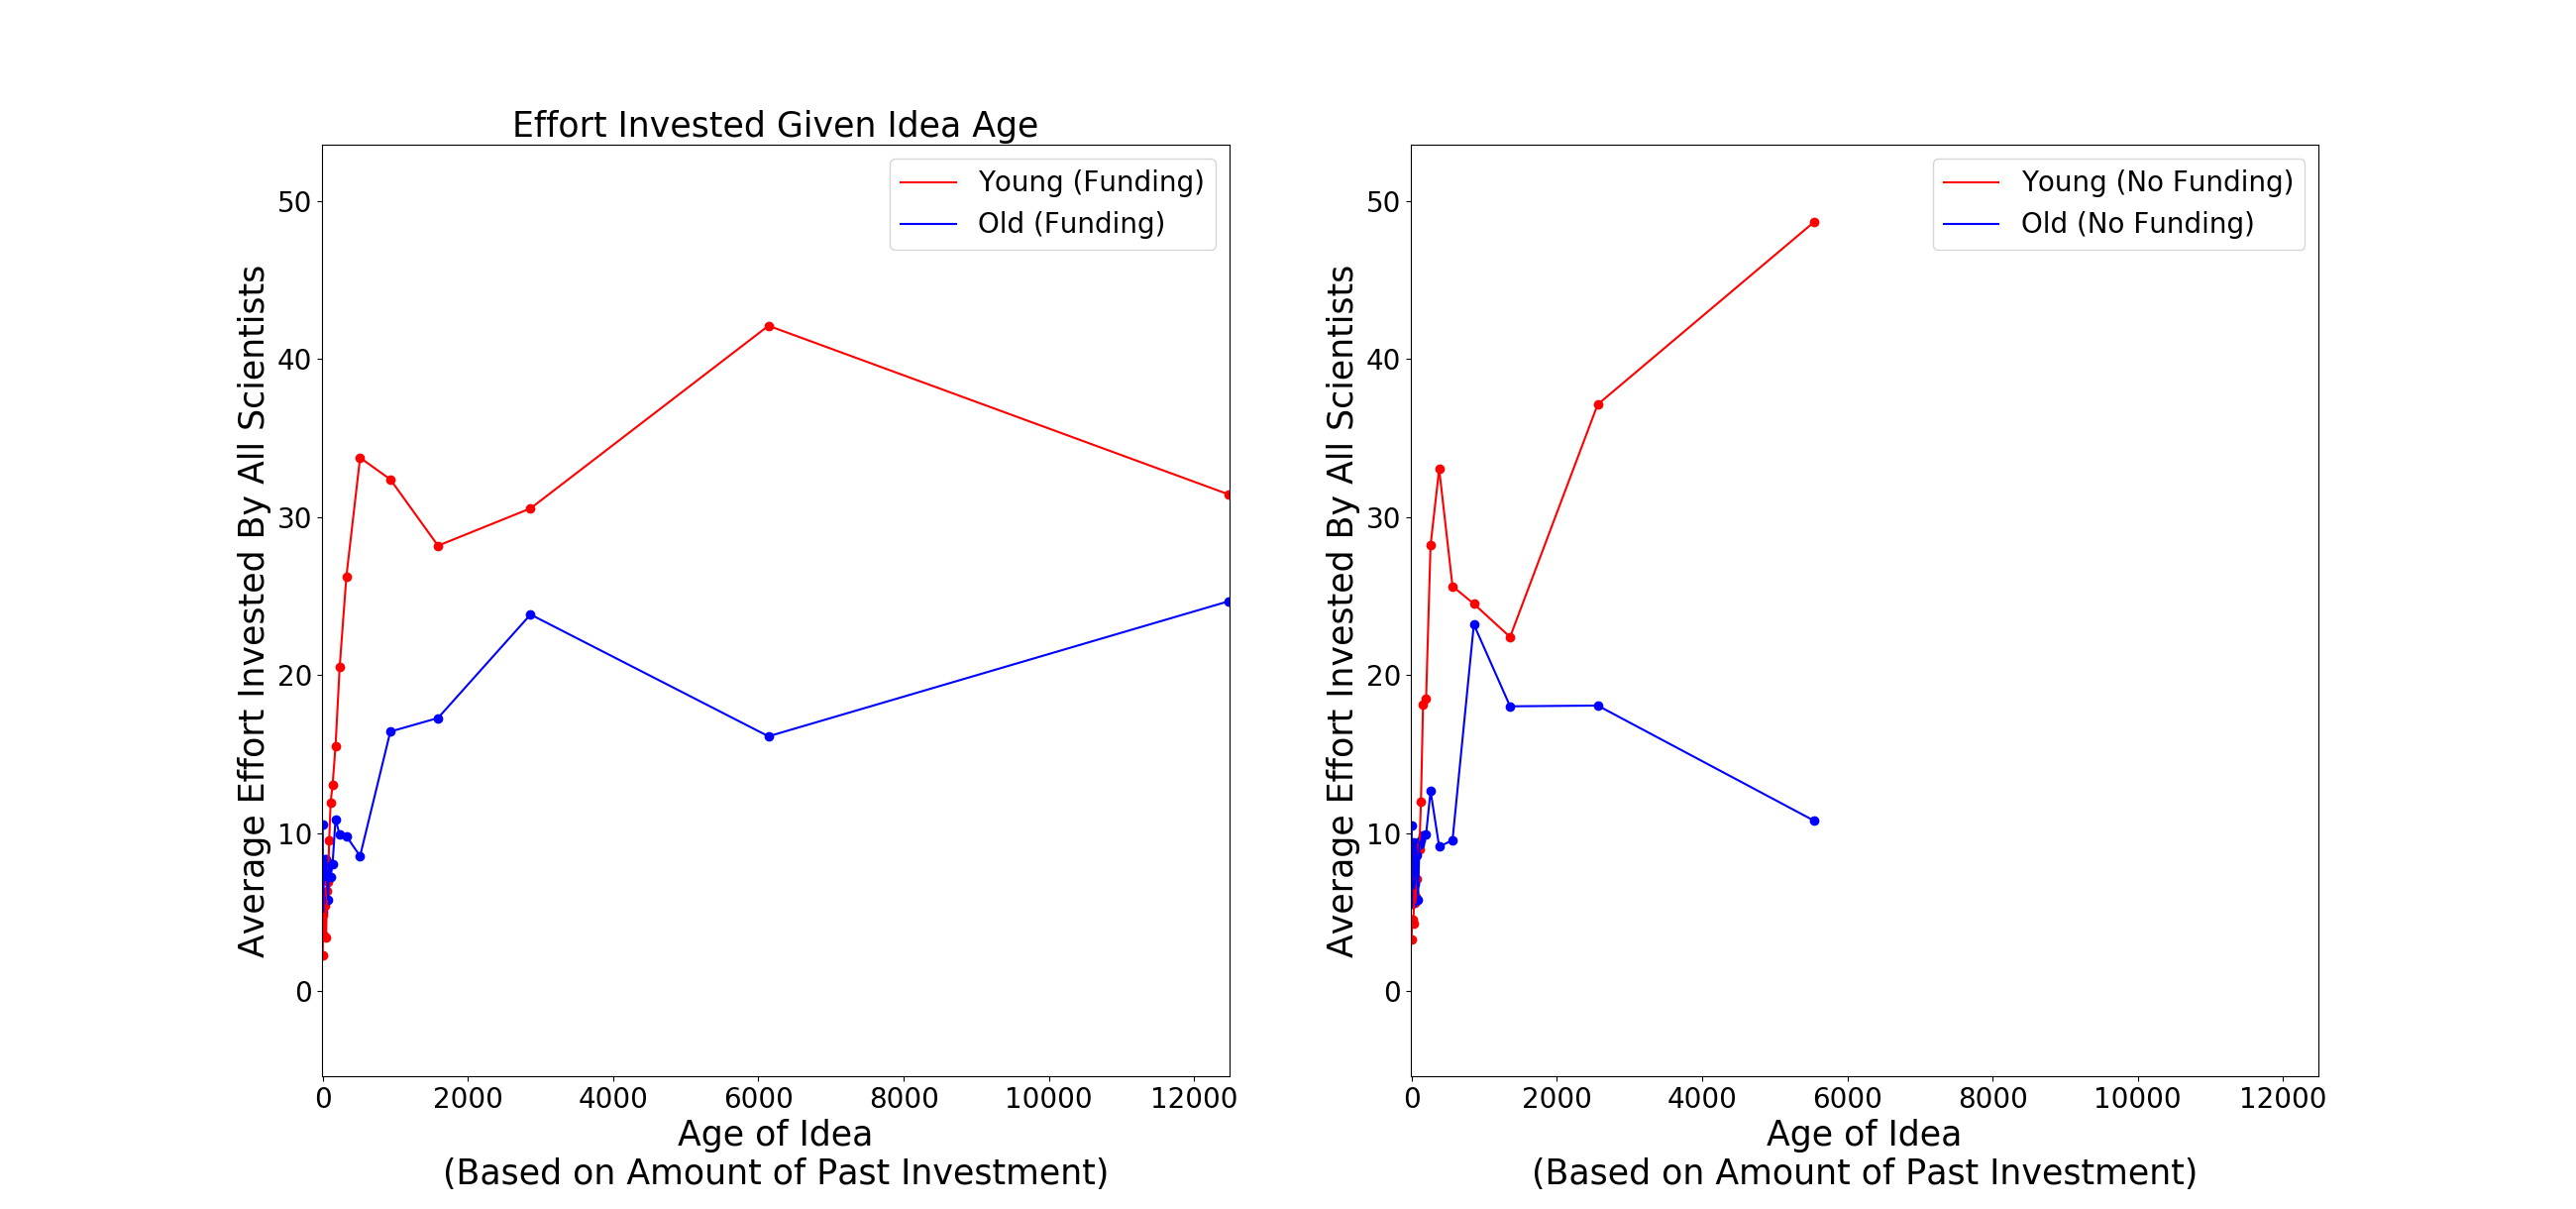 Effort Invested Given Idea Age
Young (Funding)
Old (Funding)
50
40
30
20
10
0
Average Effort Invested By All Scientists
0 2000 4000 6000 8000 10000 12000
Age of Idea
(Based on Amount of Past Investment)
Young (No Funding)
Old (No Funding)
50
40
30
20
10
0
Average Effort Invested By All Scientists
0 2000 4000 6000 8000 10000 12000
Age of Idea
(Based on Amount of Past Investment)